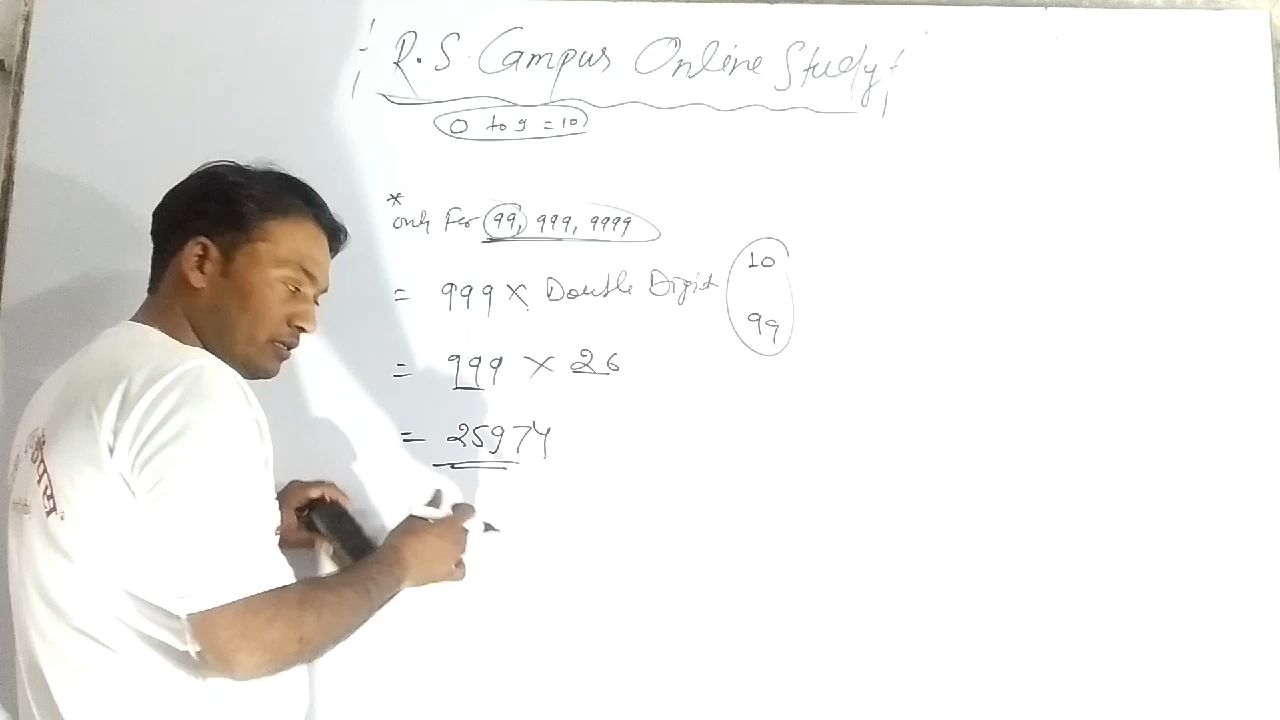 R.S. Campus Online Study
0 to 9 = 10
*
only For 99, 999, 9999
= 999 × Double Digit
10
99
= 999 × 26
= 25974